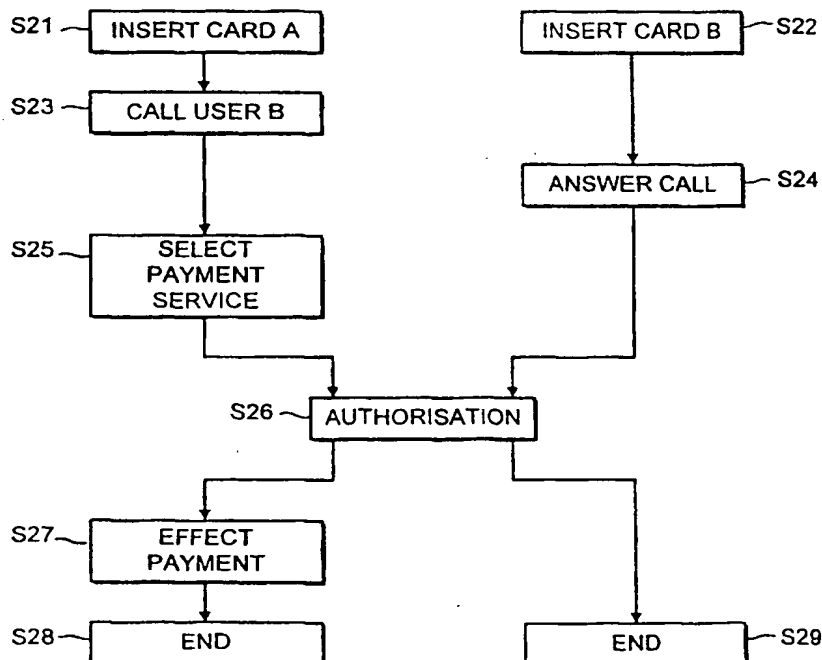 S21 INSERT CARD A
INSERT CARD B S22
S23 CALL USER B
ANSWER CALL S24
S25 SELECT
PAYMENT
SERVICE
S26 AUTHORISATION
S27 EFFECT
PAYMENT
S28 END
END S29